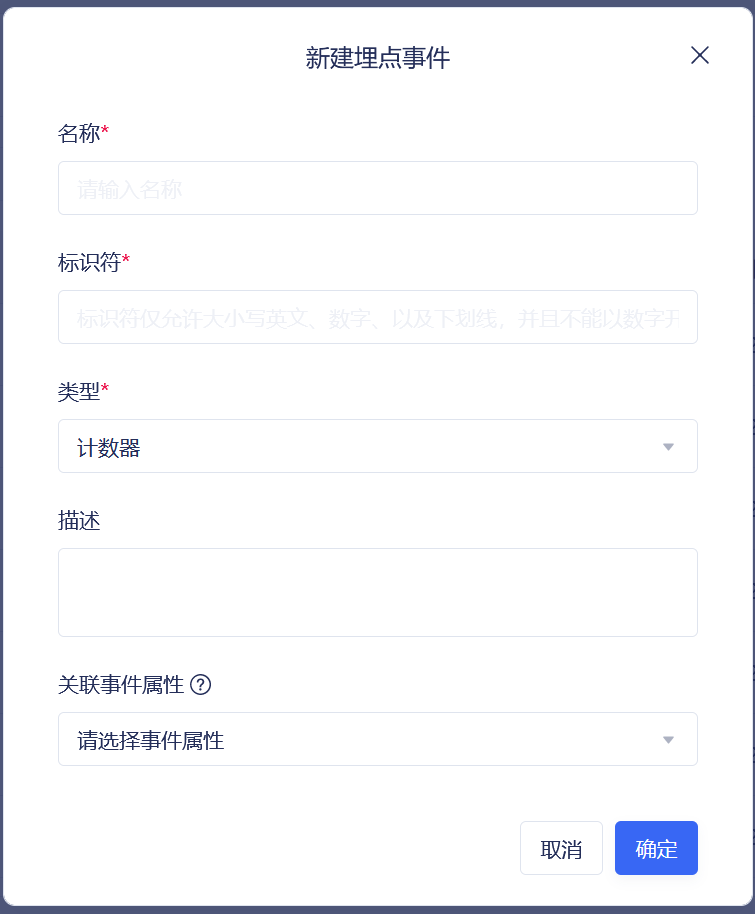 新建埋点事件
名称*
请输入名称
标识符*
标识符仅允许大小写英文、数字、以及下划线，并且不能以数字开
类型*
计数器
描述
关联事件属性
请选择事件属性
取消 确定